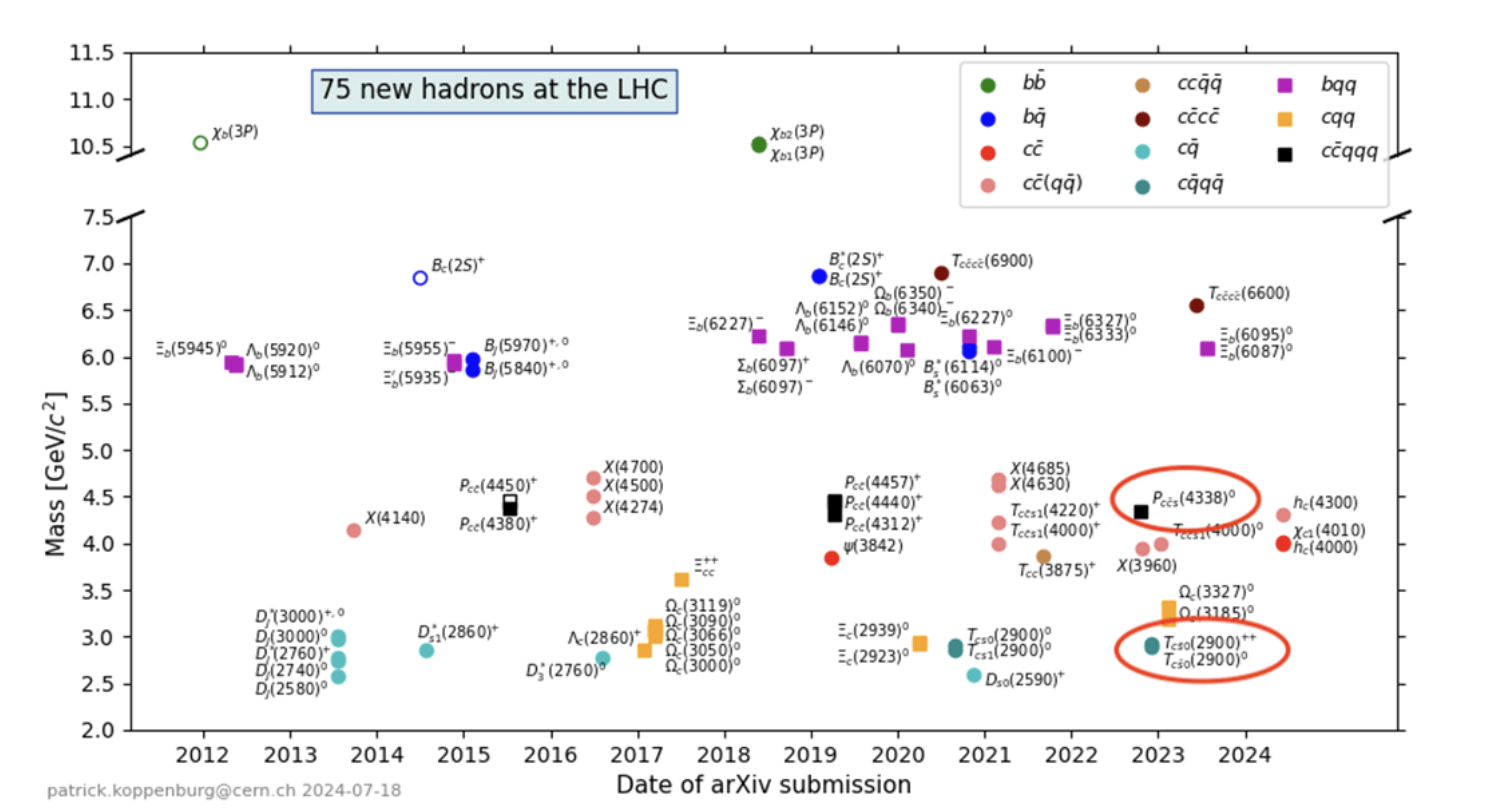 75 new hadrons at the LHC
bb̄
bq̄
cc̄
cc̄(qq̄)
ccq̄q̄
cc̄cc̄
cq̄
cq̄qq̄
bqq
cqq
cc̄qqq
11.5
11.0
10.5
7.5
7.0
6.5
6.0
5.5
5.0
4.5
4.0
3.5
3.0
2.5
2.0
Mass [GeV/c²]
χb(3P)
χb2(3P)
χb1(3P)
Bc(2S)⁺
Bc*(2S)⁺
Bc(2S)⁺
Tcc̄cc̄(6900)
Tcc̄cc̄(6600)
Ξb(5945)⁰
Λb(5920)⁰
Λb(5912)⁰
Ξb(5955)⁻
Ξb′(5935)⁻
BJ(5970)⁺,⁰
BJ(5840)⁺,⁰
Ξb(6227)⁻
Σb(6097)⁺
Σb(6097)⁻
Λb(6152)⁰
Λb(6146)⁰
Ωb(6350)⁻
Ωb(6340)⁻
Λb(6070)⁰
Ξb(6227)⁰
Bs*(6114)⁰
Bs*(6063)⁰
Ξb(6100)⁻
Ξb(6327)⁰
Ξb(6333)⁰
Ξb(6095)⁰
Ξb(6087)⁰
X(4140)
Pcc̄(4450)⁺
Pcc̄(4380)⁺
X(4700)
X(4500)
X(4274)
Pcc̄(4457)⁺
Pcc̄(4440)⁺
Pcc̄(4312)⁺
ψ(3842)
X(4685)
X(4630)
Tcc̄s1(4220)⁺
Tcc̄s1(4000)⁺
Tcc(3875)⁺
Pcc̄s(4338)⁰
Tcc̄s1(4000)⁰
X(3960)
hc(4300)
χc1(4010)
hc(4000)
Ξcc⁺⁺
DJ*(3000)⁺,⁰
DJ(3000)⁰
DJ*(2760)⁺
DJ(2740)⁰
DJ(2580)⁰
Ds1*(2860)⁺
D3*(2760)⁰
Λc(2860)⁺
Ωc(3119)⁰
Ωc(3090)⁰
Ωc(3066)⁰
Ωc(3050)⁰
Ωc(3000)⁰
Ξc(2939)⁰
Ξc(2923)⁰
Tcs0(2900)⁰
Tcs1(2900)⁰
Ds0(2590)⁺
Ωc(3327)⁰
Ωc(3185)⁰
Tcs̄0(2900)⁺⁺
Tcs̄0(2900)⁰
2012
2013
2014
2015
2016
2017
2018
2019
2020
2021
2022
2023
2024
Date of arXiv submission
patrick.koppenburg@cern.ch 2024-07-18